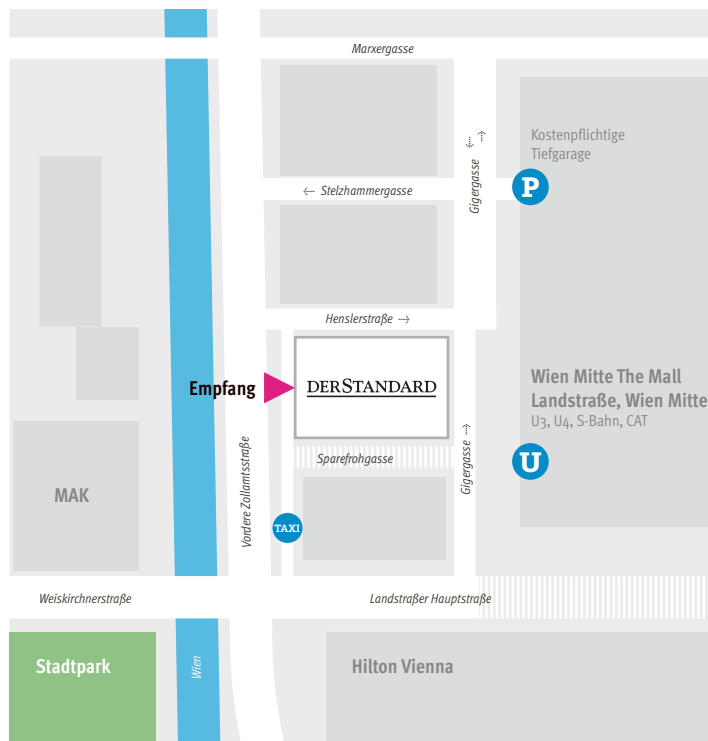 Marxergasse
Kostenpflichtige
Tiefgarage
P
← Stelzhammergasse
Gigergasse ⇠ ⇢
Henslerstraße →
Empfang
DERSTANDARD
Wien Mitte The Mall
Landstraße, Wien Mitte
U3, U4, S-Bahn, CAT
U
Sparefrohgasse
Gigergasse ⇢
Vordere Zollamtsstraße
MAK
TAXI
Weiskirchnerstraße
Landstraßer Hauptstraße
Stadtpark
Wien
Hilton Vienna